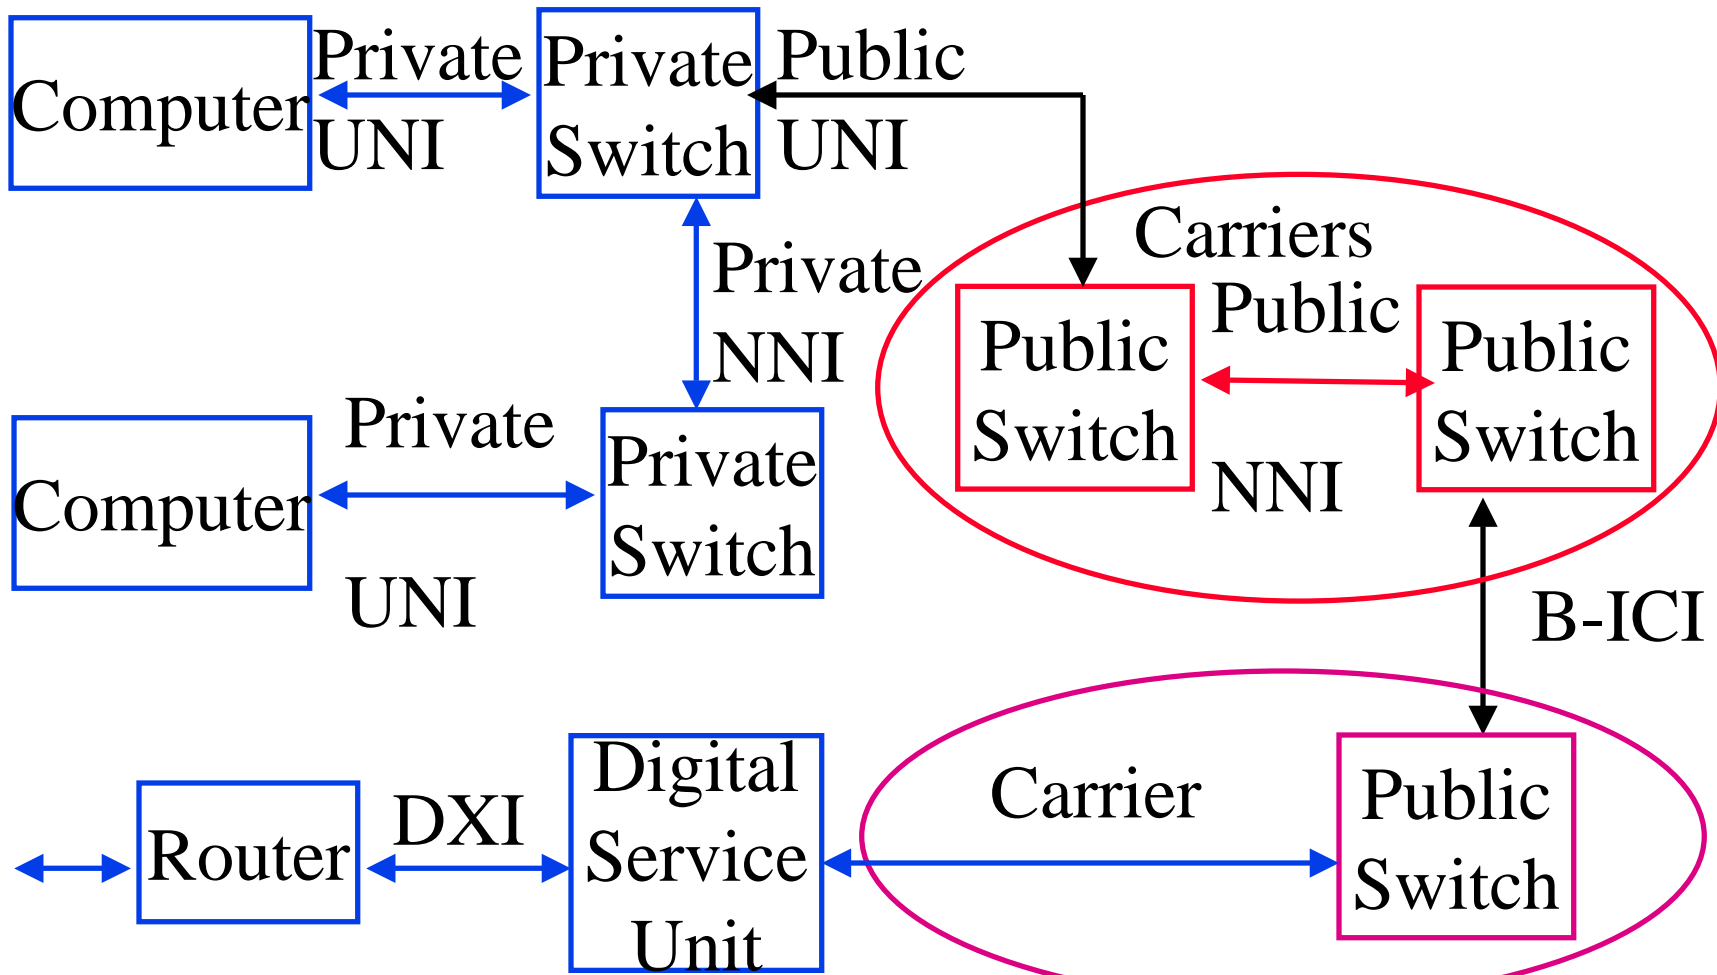 Computer
Private
UNI
Private
Switch
Public
UNI
Private
NNI
Carriers
Public
Switch
Public
NNI
Public
Switch
Computer
Private
UNI
Private
Switch
B-ICI
Router
DXI
Digital
Service
Unit
Carrier
Public
Switch